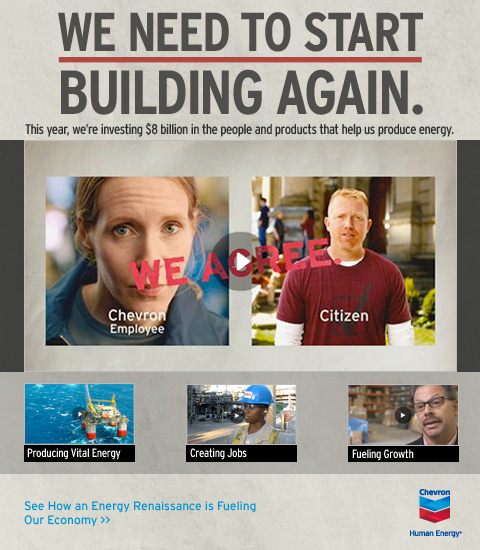 WE NEED TO START
BUILDING AGAIN.
This year, we're investing $8 billion in the people and products that help us produce energy.
WE AGREE.
Chevron
Employee
Citizen
Producing Vital Energy
Creating Jobs
Fueling Growth
See How an Energy Renaissance is Fueling
Our Economy >>
Chevron
Human Energy®